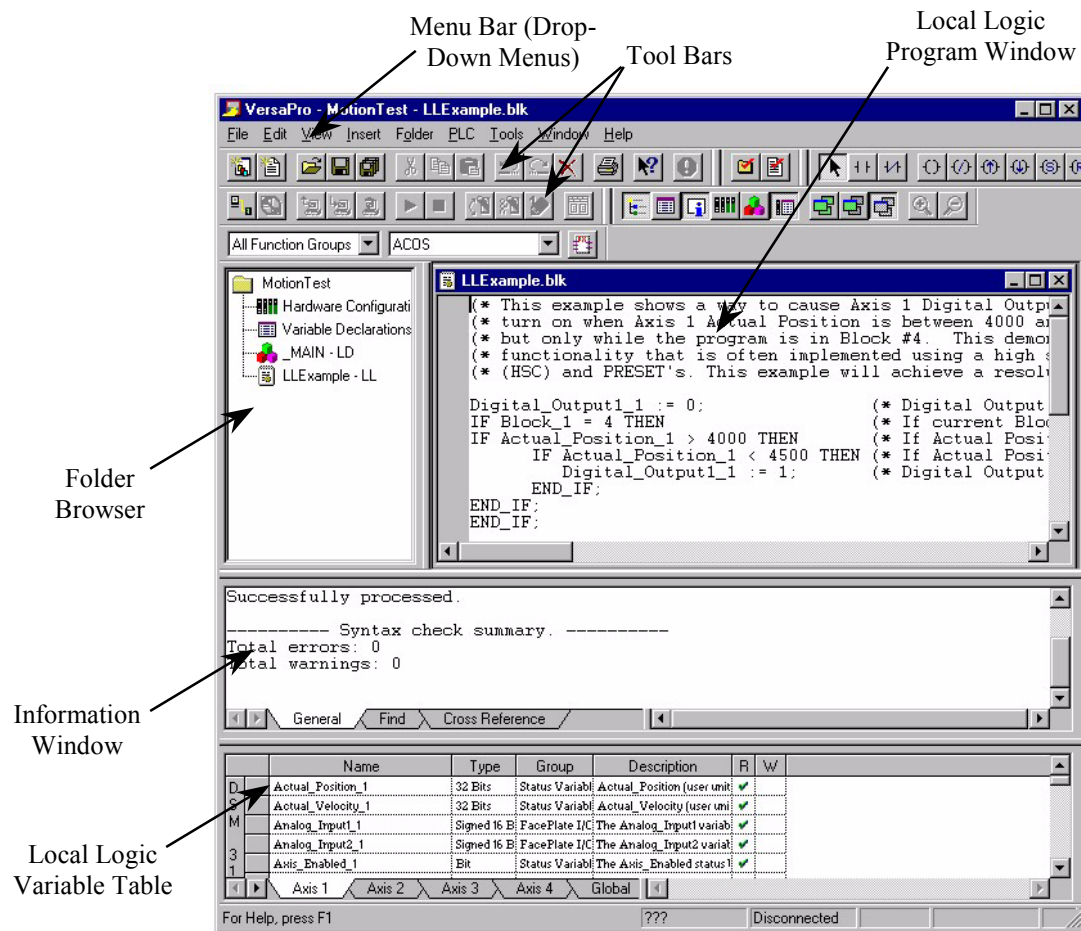 Menu Bar (Drop-
Down Menus)
Tool Bars
Local Logic
Program Window
VersaPro - MotionTest - LLExample.blk
File Edit View Insert Folder PLC Tools Window Help
All Function Groups
ACOS
MotionTest
Hardware Configurati
Variable Declarations
_MAIN - LD
LLExample - LL
LLExample.blk
(* This example shows a way to cause Axis 1 Digital Outpu
(* turn on when Axis 1 Actual Position is between 4000 an
(* but only while the program is in Block #4. This demon
(* functionality that is often implemented using a high s
(* (HSC) and PRESET's. This example will achieve a resolu
Digital_Output1_1 := 0; (* Digital Output
IF Block_1 = 4 THEN (* If current Bloc
IF Actual_Position_1 > 4000 THEN (* If Actual Posi
IF Actual_Position_1 < 4500 THEN (* If Actual Posi
Digital_Output1_1 := 1; (* Digital Output
END_IF;
END_IF;
END_IF;
Folder
Browser
Successfully processed.
---------- Syntax check summary. ----------
Total errors: 0
Total warnings: 0
General Find Cross Reference
Information
Window
Name Type Group Description R W
Actual_Position_1 32 Bits Status Variabl Actual_Position (user unit
Actual_Velocity_1 32 Bits Status Variabl Actual_Velocity (user uni
Analog_Input1_1 Signed 16 B FacePlate I/C The Analog_Input1 variab
Analog_Input2_1 Signed 16 B FacePlate I/C The Analog_Input2 variat
Axis_Enabled_1 Bit Status Variabl The Axis_Enabled status
D
S
M
3
1
Axis 1 Axis 2 Axis 3 Axis 4 Global
Local Logic
Variable Table
For Help, press F1
???
Disconnected